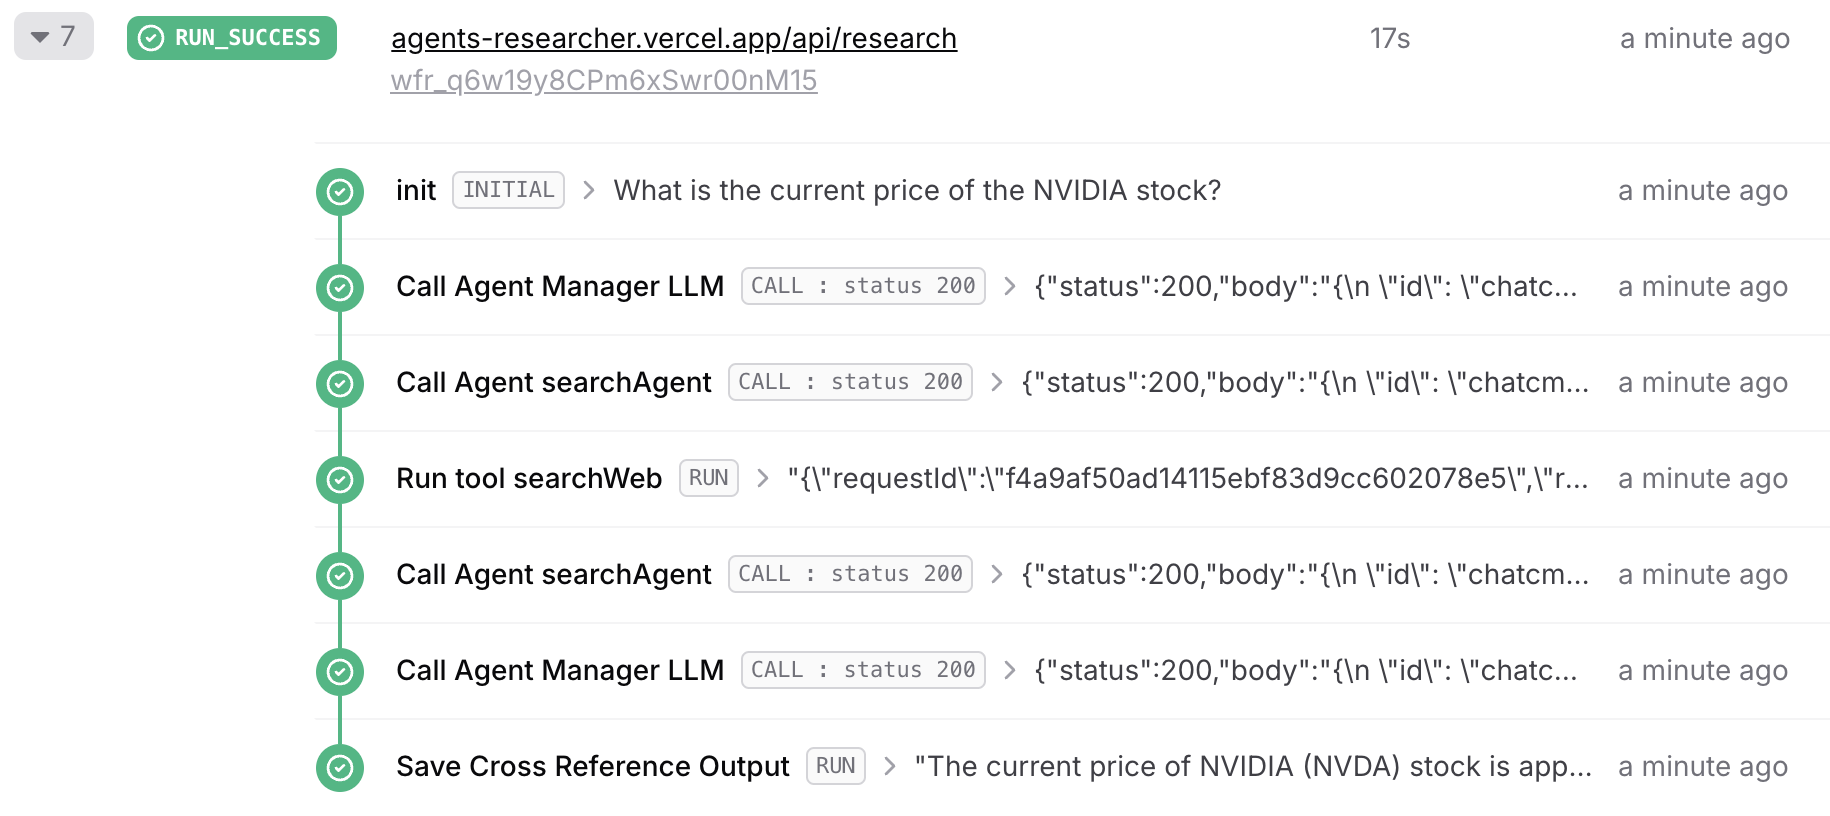 7 RUN_SUCCESS agents-researcher.vercel.app/api/research 17s a minute ago
wfr_q6w19y8CPm6xSwr00nM15
init INITIAL What is the current price of the NVIDIA stock? a minute ago
Call Agent Manager LLM CALL : status 200 {"status":200,"body":"{\n \"id\": \"chatc... a minute ago
Call Agent searchAgent CALL : status 200 {"status":200,"body":"{\n \"id\": \"chatcm... a minute ago
Run tool searchWeb RUN "{\"requestId\":\"f4a9af50ad14115ebf83d9cc602078e5\",\"r... a minute ago
Call Agent searchAgent CALL : status 200 {"status":200,"body":"{\n \"id\": \"chatcm... a minute ago
Call Agent Manager LLM CALL : status 200 {"status":200,"body":"{\n \"id\": \"chatc... a minute ago
Save Cross Reference Output RUN "The current price of NVIDIA (NVDA) stock is app... a minute ago